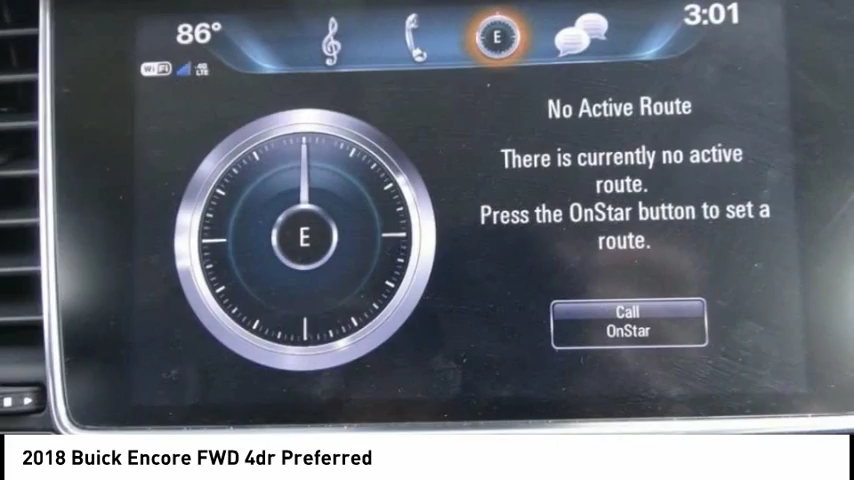 86°
3:01
E
WiFi
4G
LTE
No Active Route
There is currently no active
route.
Press the OnStar button to set a
route.
E
Call
OnStar
2018 Buick Encore FWD 4dr Preferred